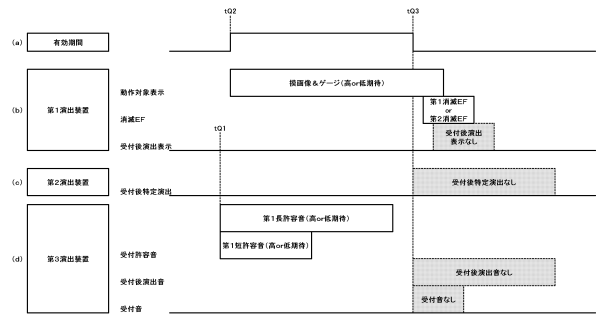 tQ2
tQ3
(a)
有効期間
操画像＆ゲージ(高or低期待)
動作対象表示
第1消滅EF
or
第2消滅EF
(b)
第1演出装置
消滅EF
受付後演出
表示なし
tQ1
受付後演出表示
(c)
第2演出装置
受付後特定演出なし
受付後特定演出
第1長許容音(高or低期待)
第1短許容音(高or低期待)
受付許容音
(d)
第3演出装置
受付後演出音なし
受付後演出音
受付音なし
受付音